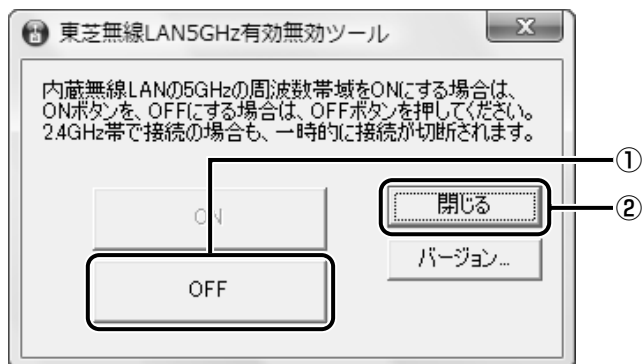 東芝無線LAN5GHz有効無効ツール
内蔵無線LANの5GHzの周波数帯域をONにする場合は、
ONボタンを、OFFにする場合は、OFFボタンを押してください。
2.4GHz帯で接続の場合も、一時的に接続が切断されます。
①
ON
閉じる
②
バージョン...
OFF